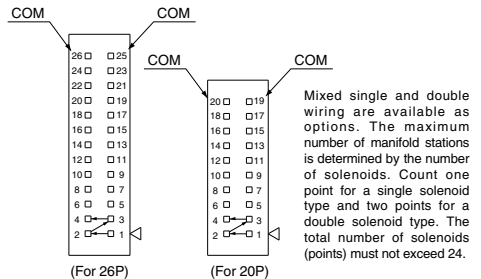 COM COM
26 25
24 23
22 21
20 19
18 17
16 15
14 13
12 11
10 9
8 7
6 5
4 3
2 1
(For 26P)
COM COM
20 19
18 17
16 15
14 13
12 11
10 9
8 7
6 5
4 3
2 1
(For 20P)
Mixed single and double
wiring are available as
options. The maximum
number of manifold stations
is determined by the number
of solenoids. Count one
point for a single solenoid
type and two points for a
double solenoid type. The
total number of solenoids
(points) must not exceed 24.